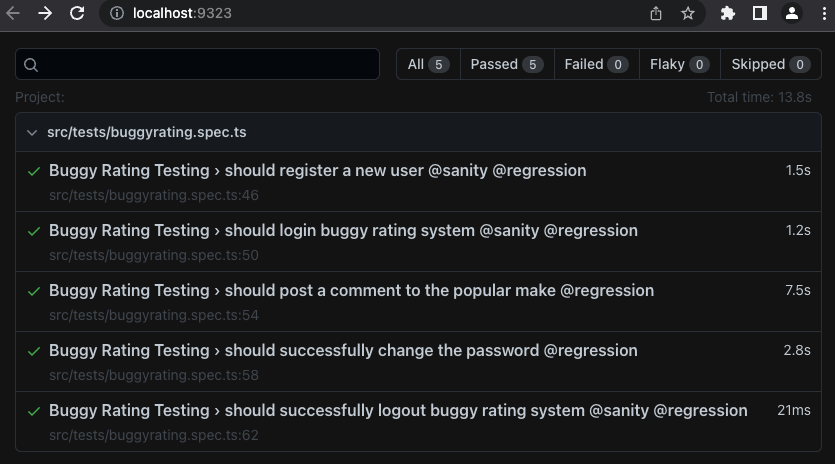 localhost:9323
All 5 Passed 5 Failed 0 Flaky 0 Skipped 0
Project: Total time: 13.8s
src/tests/buggyrating.spec.ts
Buggy Rating Testing › should register a new user @sanity @regression 1.5s
src/tests/buggyrating.spec.ts:46
Buggy Rating Testing › should login buggy rating system @sanity @regression 1.2s
src/tests/buggyrating.spec.ts:50
Buggy Rating Testing › should post a comment to the popular make @regression 7.5s
src/tests/buggyrating.spec.ts:54
Buggy Rating Testing › should successfully change the password @regression 2.8s
src/tests/buggyrating.spec.ts:58
Buggy Rating Testing › should successfully logout buggy rating system @sanity @regression 21ms
src/tests/buggyrating.spec.ts:62